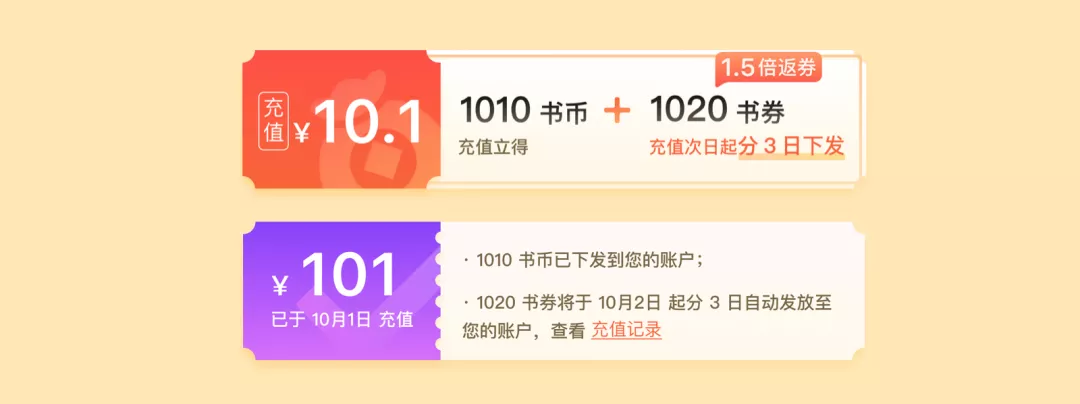 1.5倍返券
充值
¥10.1
1010 书币 + 1020 书券
充值立得
充值次日起分 3 日下发
¥ 101
已于 10月1日 充值
· 1010 书币已下发到您的账户；
· 1020 书券将于 10月2日 起分 3 日自动发放至
您的账户，查看 充值记录